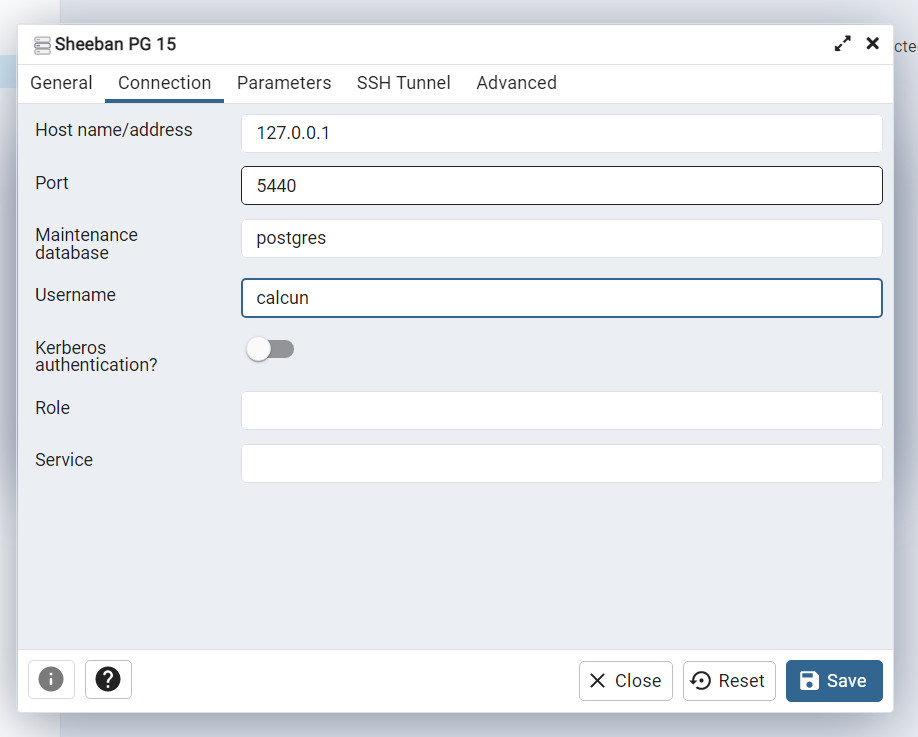 Sheeban PG 15
General Connection Parameters SSH Tunnel Advanced
Host name/address 127.0.0.1
Port 5440
Maintenance
database
postgres
Username calcun
Kerberos
authentication?
Role
Service
Close Reset Save